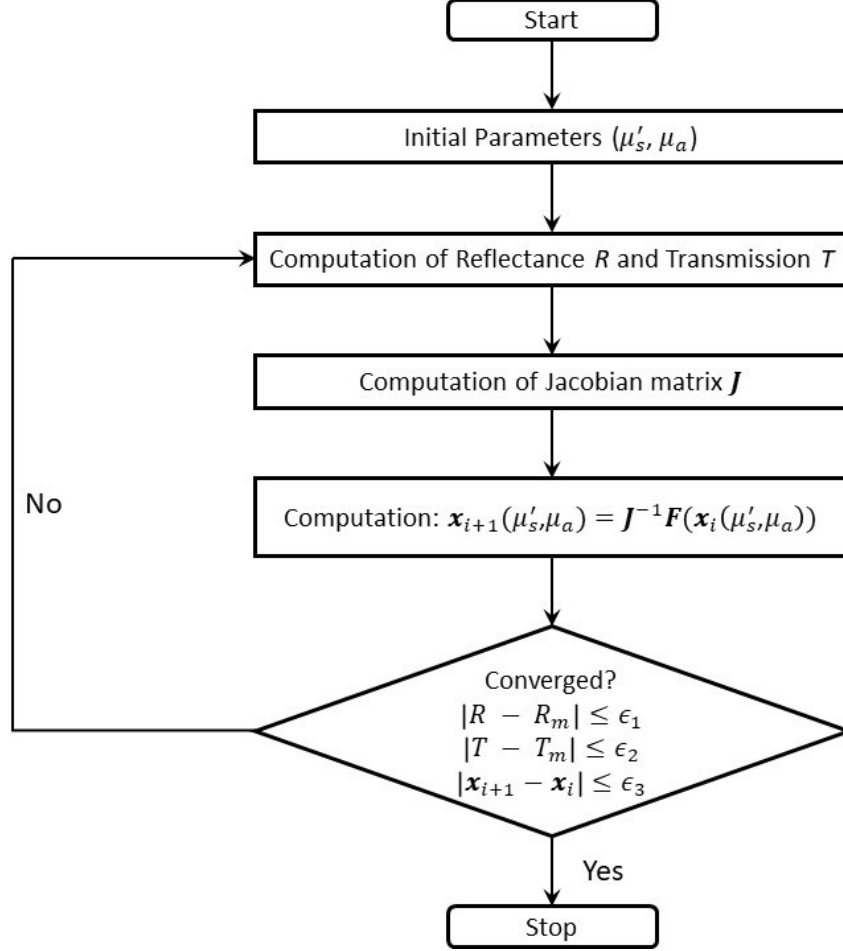 Start
Initial Parameters (μ′ₛ, μₐ)
Computation of Reflectance R and Transmission T
Computation of Jacobian matrix J
No
Computation: xᵢ₊₁(μ′ₛ,μₐ) = J⁻¹F(xᵢ(μ′ₛ,μₐ))
Converged?
|R − Rₘ| ≤ ϵ₁
|T − Tₘ| ≤ ϵ₂
|xᵢ₊₁ − xᵢ| ≤ ϵ₃
Yes
Stop